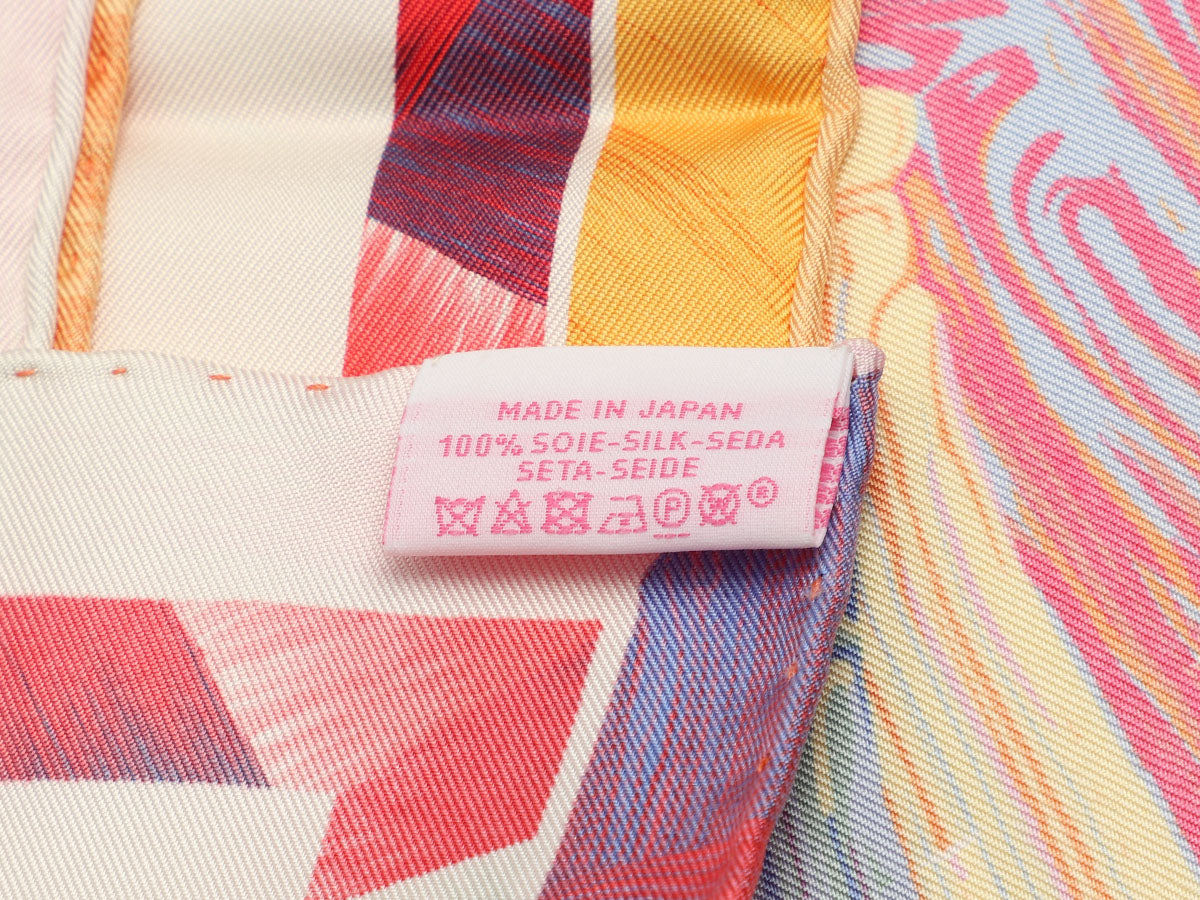 MADE IN JAPAN
100% SOIE-SILK-SEDA
SETA-SEIDE
P W ®